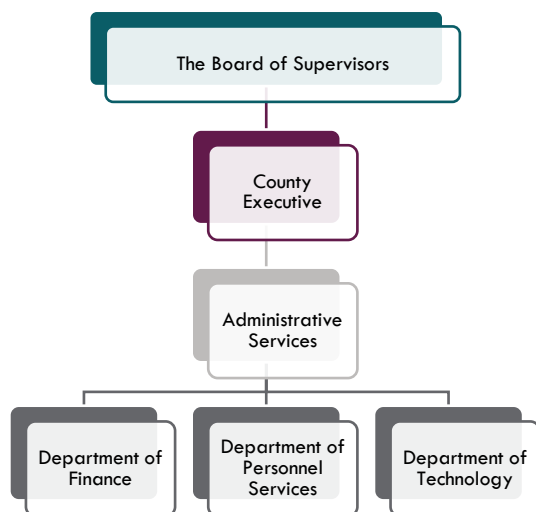 The Board of Supervisors
County
Executive
Administrative
Services
Department of
Finance
Department of
Personnel
Services
Department of
Technology